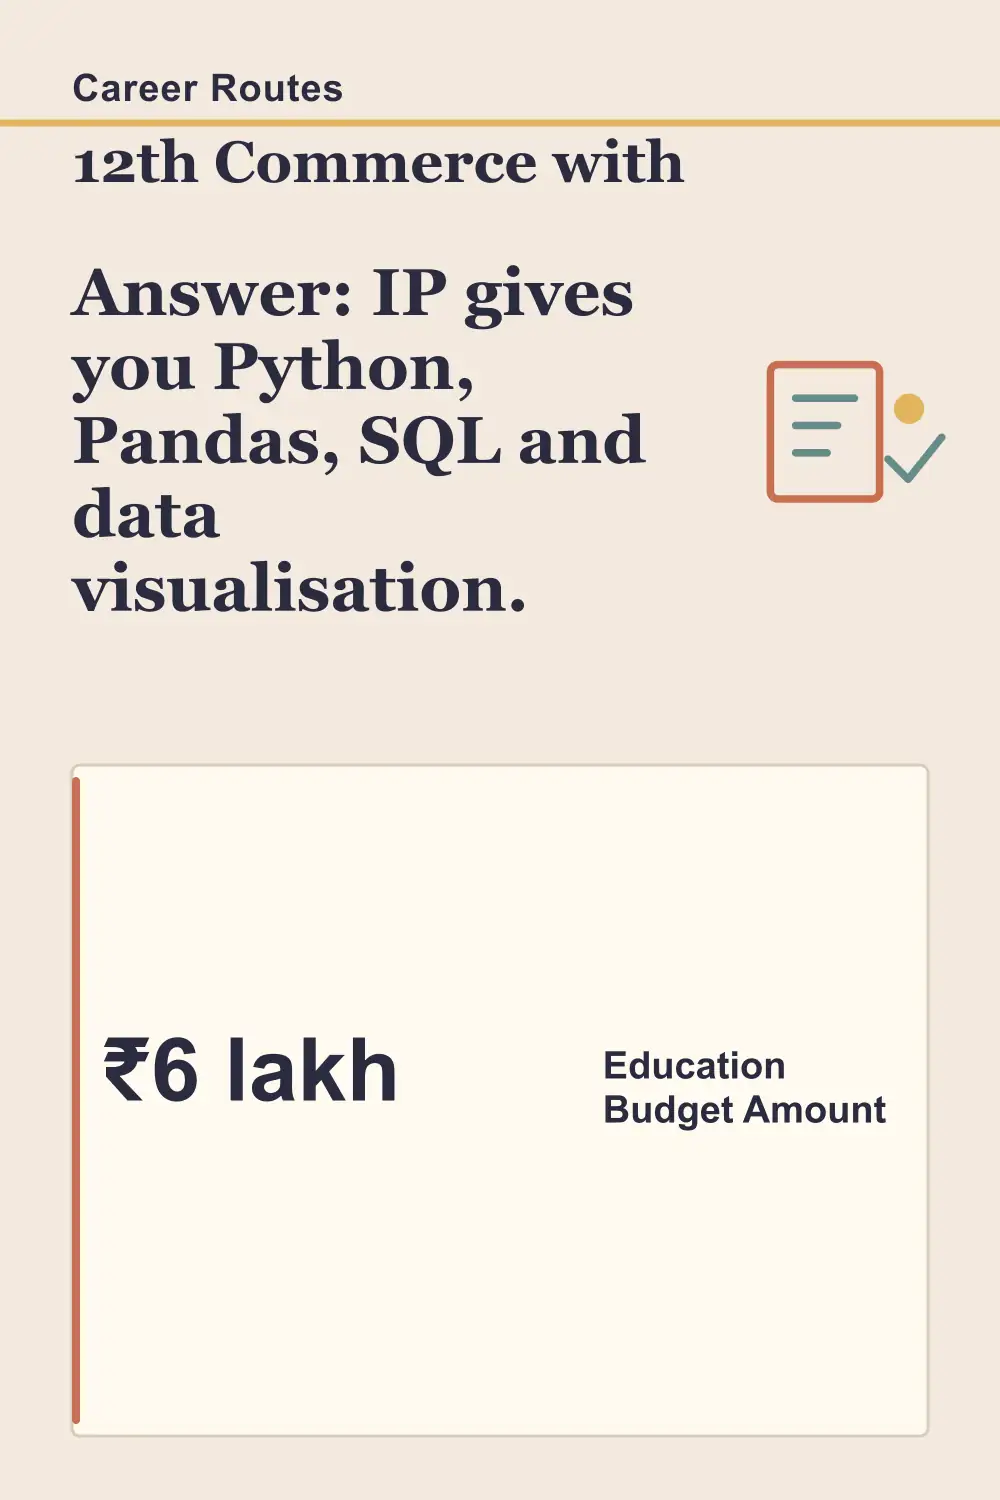 Career Routes
12th Commerce with
Answer: IP gives
you Python,
Pandas, SQL and
data
visualisation.
₹6 lakh
Education
Budget Amount